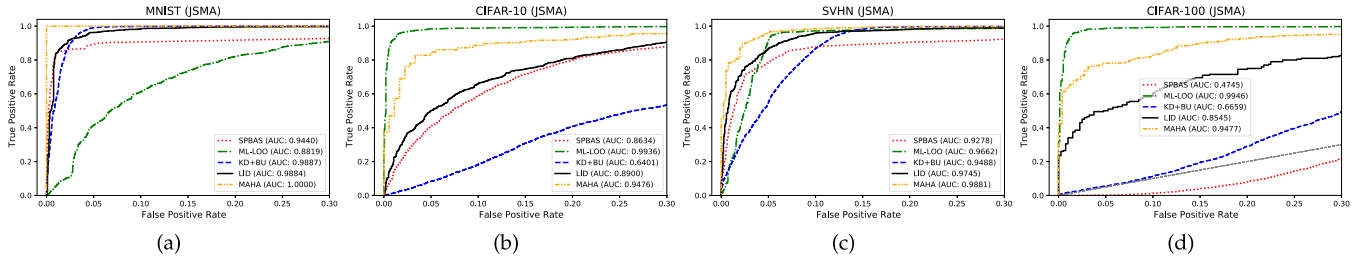 MNIST (JSMA)
True Positive Rate
1.0
0.8
0.6
0.4
0.2
0.0
SPBAS (AUC: 0.9440)
ML-LOO (AUC: 0.8819)
KD+BU (AUC: 0.9887)
LID (AUC: 0.9884)
MAHA (AUC: 1.0000)
0.00 0.05 0.10 0.15 0.20 0.25 0.30
False Positive Rate
(a)
CIFAR-10 (JSMA)
True Positive Rate
1.0
0.8
0.6
0.4
0.2
0.0
SPBAS (AUC: 0.8634)
ML-LOO (AUC: 0.9936)
KD+BU (AUC: 0.6401)
LID (AUC: 0.8900)
MAHA (AUC: 0.9476)
0.00 0.05 0.10 0.15 0.20 0.25 0.30
False Positive Rate
(b)
SVHN (JSMA)
True Positive Rate
1.0
0.8
0.6
0.4
0.2
0.0
SPBAS (AUC: 0.9278)
ML-LOO (AUC: 0.9662)
KD+BU (AUC: 0.9488)
LID (AUC: 0.9745)
MAHA (AUC: 0.9881)
0.00 0.05 0.10 0.15 0.20 0.25 0.30
False Positive Rate
(c)
CIFAR-100 (JSMA)
True Positive Rate
1.0
0.8
0.6
0.4
0.2
0.0
SPBAS (AUC: 0.4745)
ML-LOO (AUC: 0.9946)
KD+BU (AUC: 0.6659)
LID (AUC: 0.8545)
MAHA (AUC: 0.9477)
0.00 0.05 0.10 0.15 0.20 0.25 0.30
False Positive Rate
(d)